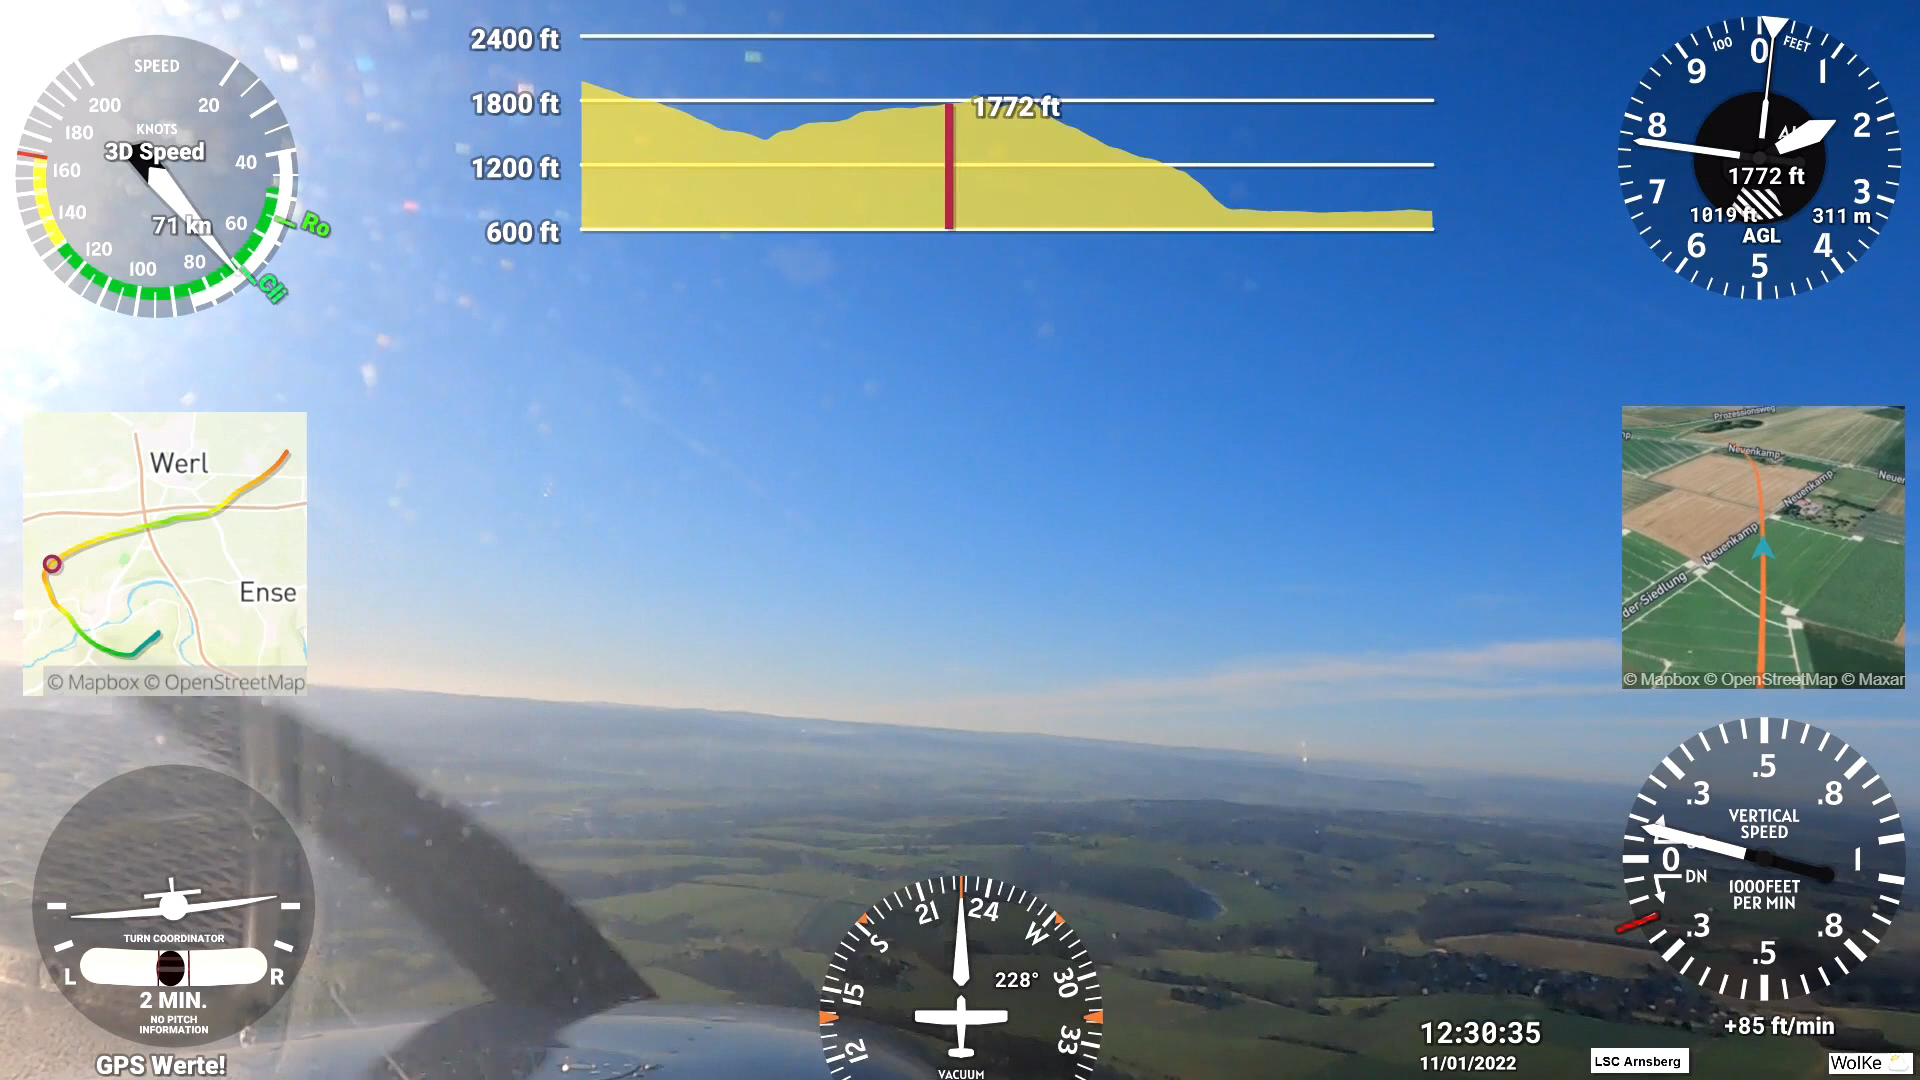 2400 ft
1800 ft
1200 ft
600 ft
1772 ft
SPEED
200
20
180
KNOTS
3D Speed
40
160
71 kn
60
Ro
140
120
80
100
Cli
100
FEET
0
9
1
8
2
1772 ft
7
3
1019 ft
311 m
AGL
6
4
5
Werl
Ense
© Mapbox © OpenStreetMap
Prozessionsweg
Neuenkamp
Neuenkamp
Neuenkamp
der Siedlung
© Mapbox © OpenStreetMap © Maxar
.5
.3
.8
VERTICAL
SPEED
0
1
DN
1000FEET
PER MIN
.3
.8
.5
+85 ft/min
TURN COORDINATOR
L
R
2 MIN.
NO PITCH
INFORMATION
GPS Werte!
21
24
S
W
228°
15
30
12
33
VACUUM
12:30:35
11/01/2022
LSC Arnsberg
WolKe